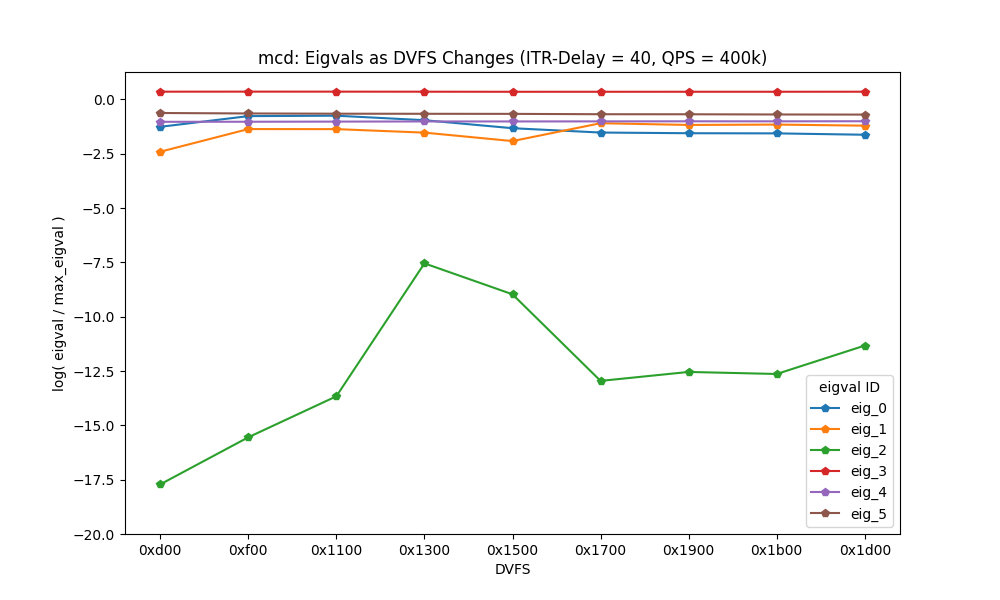 mcd: Eigvals as DVFS Changes (ITR-Delay = 40, QPS = 400k)
log( eigval / max_eigval )
0.0
−2.5
−5.0
−7.5
−10.0
−12.5
−15.0
−17.5
−20.0
eigval ID
eig_0
eig_1
eig_2
eig_3
eig_4
eig_5
0xd00 0xf00 0x1100 0x1300 0x1500 0x1700 0x1900 0x1b00 0x1d00
DVFS